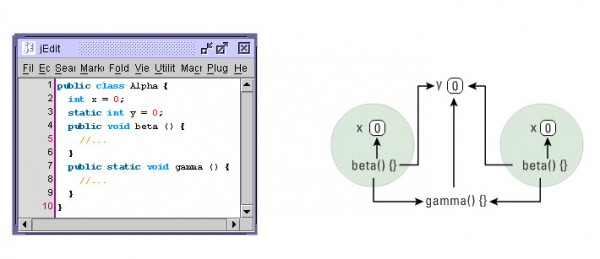 jEdit
Fil Ec Sear Mark Fold Vie Utilit Macr Plug He
1 public class Alpha {
2 int x = 0;
3 static int y = 0;
4 public void beta () {
5 //...
6 }
7 public static void gamma () {
8 //...
9 }
10 }
y 0
x 0
x 0
beta() {}
beta() {}
gamma() {}